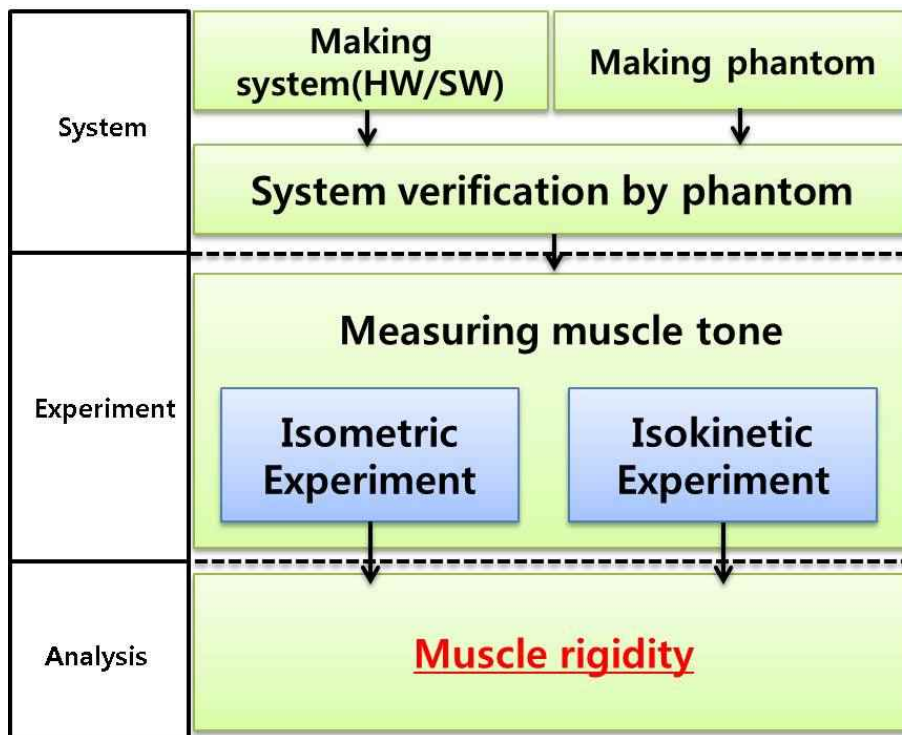 System
Making
system(HW/SW)
Making phantom
System verification by phantom
Experiment
Measuring muscle tone
Isometric
Experiment
Isokinetic
Experiment
Analysis
Muscle rigidity